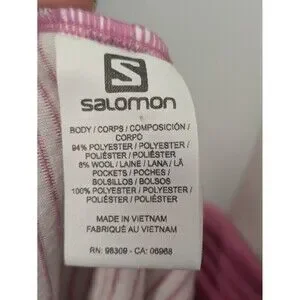 S
salomon
BODY / CORPS / COMPOSICIÓN /
CORPO
94% POLYESTER / POLYESTER /
POLIÉSTER / POLIÉSTER
6% WOOL / LAINE / LANA / LÃ
POCKETS / POCHES /
BOLSILLOS / BOLSOS
100% POLYESTER / POLYESTER /
POLIÉSTER / POLIÉSTER
MADE IN VIETNAM
FABRIQUÉ AU VIETNAM
RN: 98309 - CA: 06968